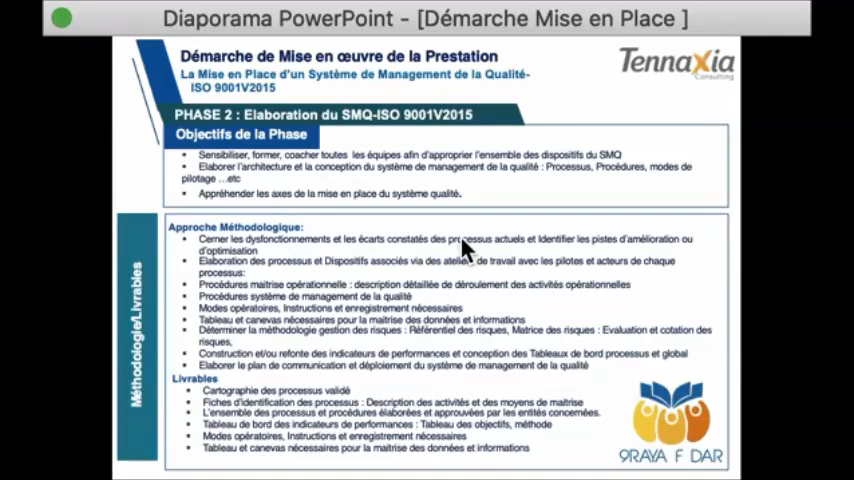 Diaporama PowerPoint - [Démarche Mise en Place ]
Démarche de Mise en œuvre de la Prestation
La Mise en Place d'un Système de Management de la Qualité-
ISO 9001V2015
Tennaxia
Consulting
PHASE 2 : Elaboration du SMQ-ISO 9001V2015
Objectifs de la Phase
Sensibiliser, former, coacher toutes les équipes afin d'approprier l'ensemble des dispositifs du SMQ
Elaborer l'architecture et la conception du système de management de la qualité : Processus, Procédures, modes de
pilotage ...etc
Appréhender les axes de la mise en place du système qualité.
Méthodologie/Livrables
Approche Méthodologique:
Cerner les dysfonctionnements et les écarts constatés des processus actuels et Identifier les pistes d'amélioration ou
d'optimisation
Elaboration des processus et Dispositifs associés via des ateliers de travail avec les pilotes et acteurs de chaque
processus:
Procédures maitrise opérationnelle : description détaillée de déroulement des activités opérationnelles
Procédures système de management de la qualité
Modes opératoires, Instructions et enregistrement nécessaires
Tableau et canevas nécessaires pour la maitrise des données et informations
Déterminer la méthodologie gestion des risques : Référentiel des risques, Matrice des risques : Evaluation et cotation des
risques,
Construction et/ou refonte des indicateurs de performances et conception des Tableaux de bord processus et global
Elaborer le plan de communication et déploiement du système de management de la qualité
Livrables
Cartographie des processus validé
Fiches d'identification des processus : Description des activités et des moyens de maitrise
L'ensemble des processus et procédures élaborées et approuvées par les entités concernées.
Tableau de bord des indicateurs de performances : Tableau des objectifs, méthode
Modes opératoires, Instructions et enregistrement nécessaires
Tableau et canevas nécessaires pour la maitrise des données et informations
9RAYA F DAR